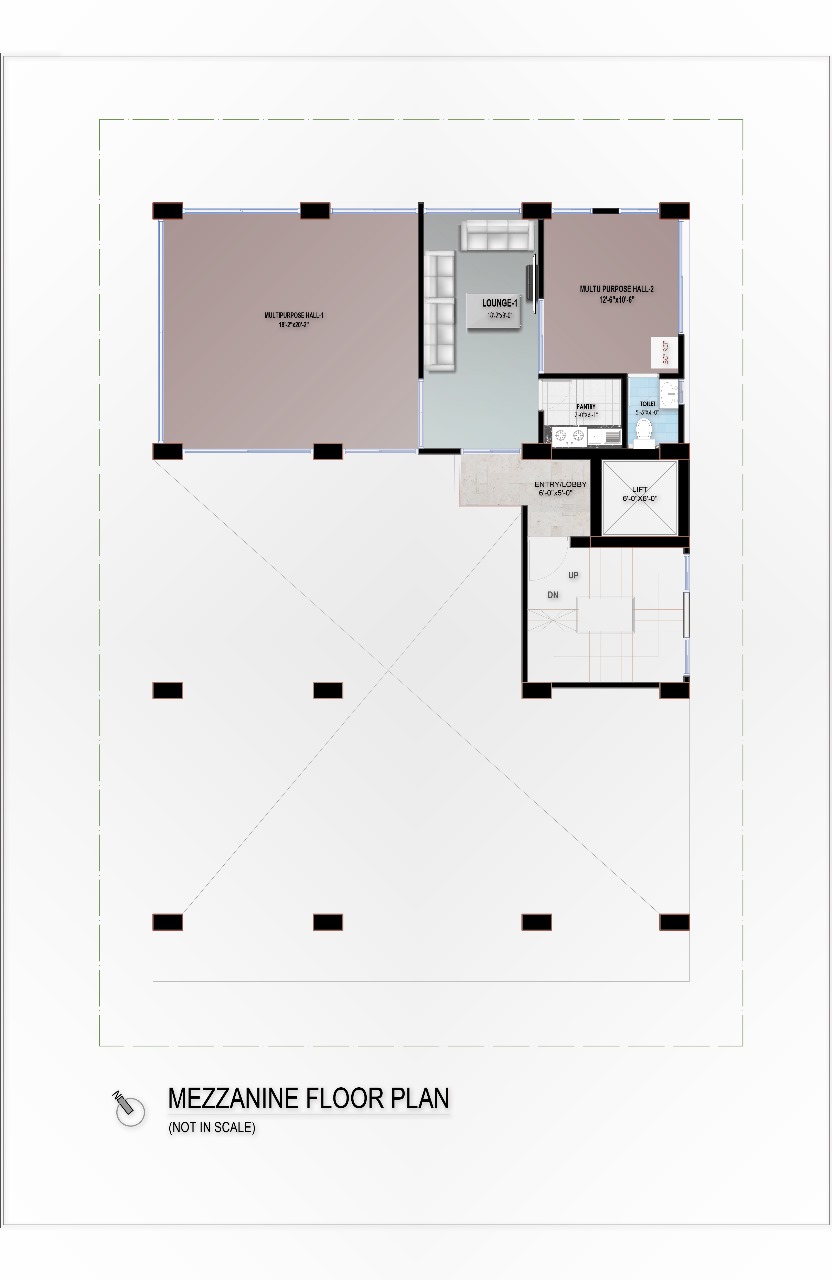 MULTIPURPOSE HALL-1
LOUNGE-1
MULTU PURPOSE HALL-2
12'-6"x10'-6"
PANTRY
TOILET
ENTRY/LOBBY
6'-0"x5'-0"
LIFT
6'-0"X6'-0"
UP
DN
N
MEZZANINE FLOOR PLAN
(NOT IN SCALE)